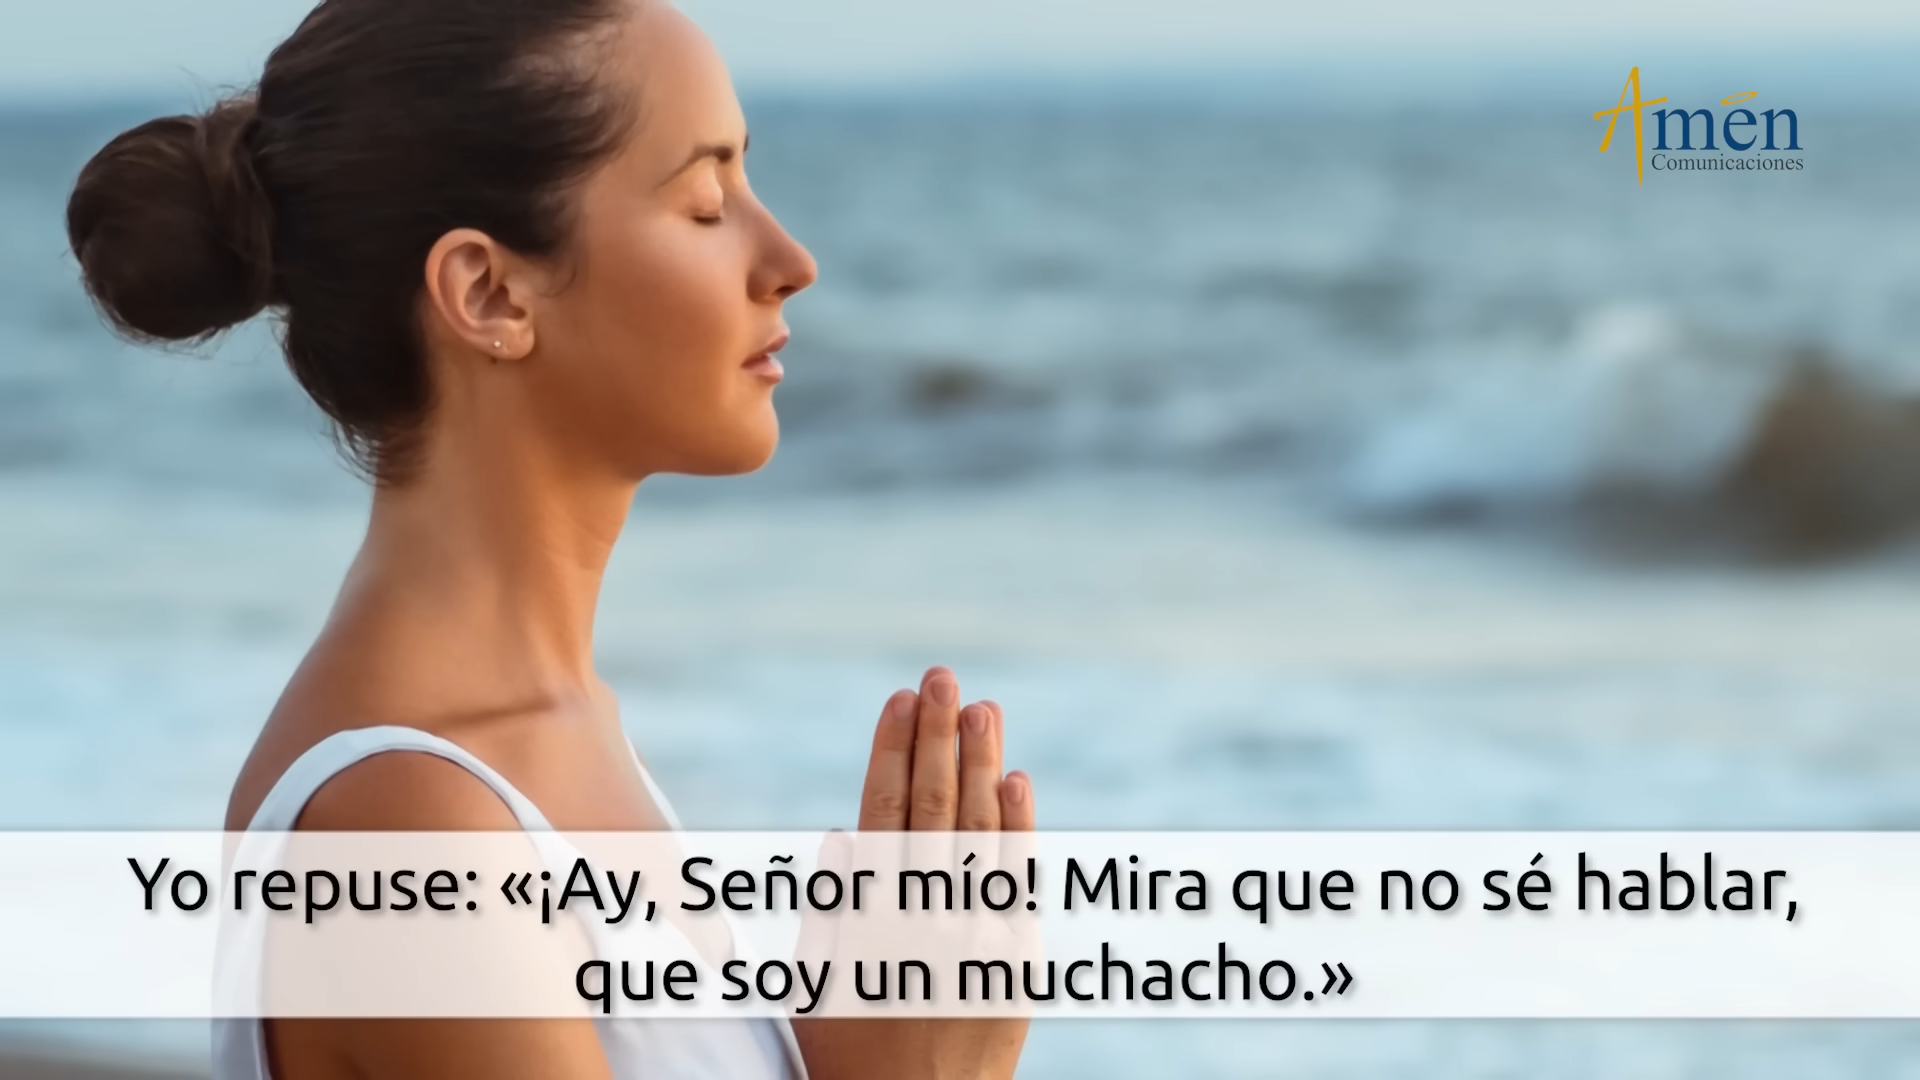 Amén
Comunicaciones
Yo repuse: «¡Ay, Señor mío! Mira que no sé hablar,
que soy un muchacho.»